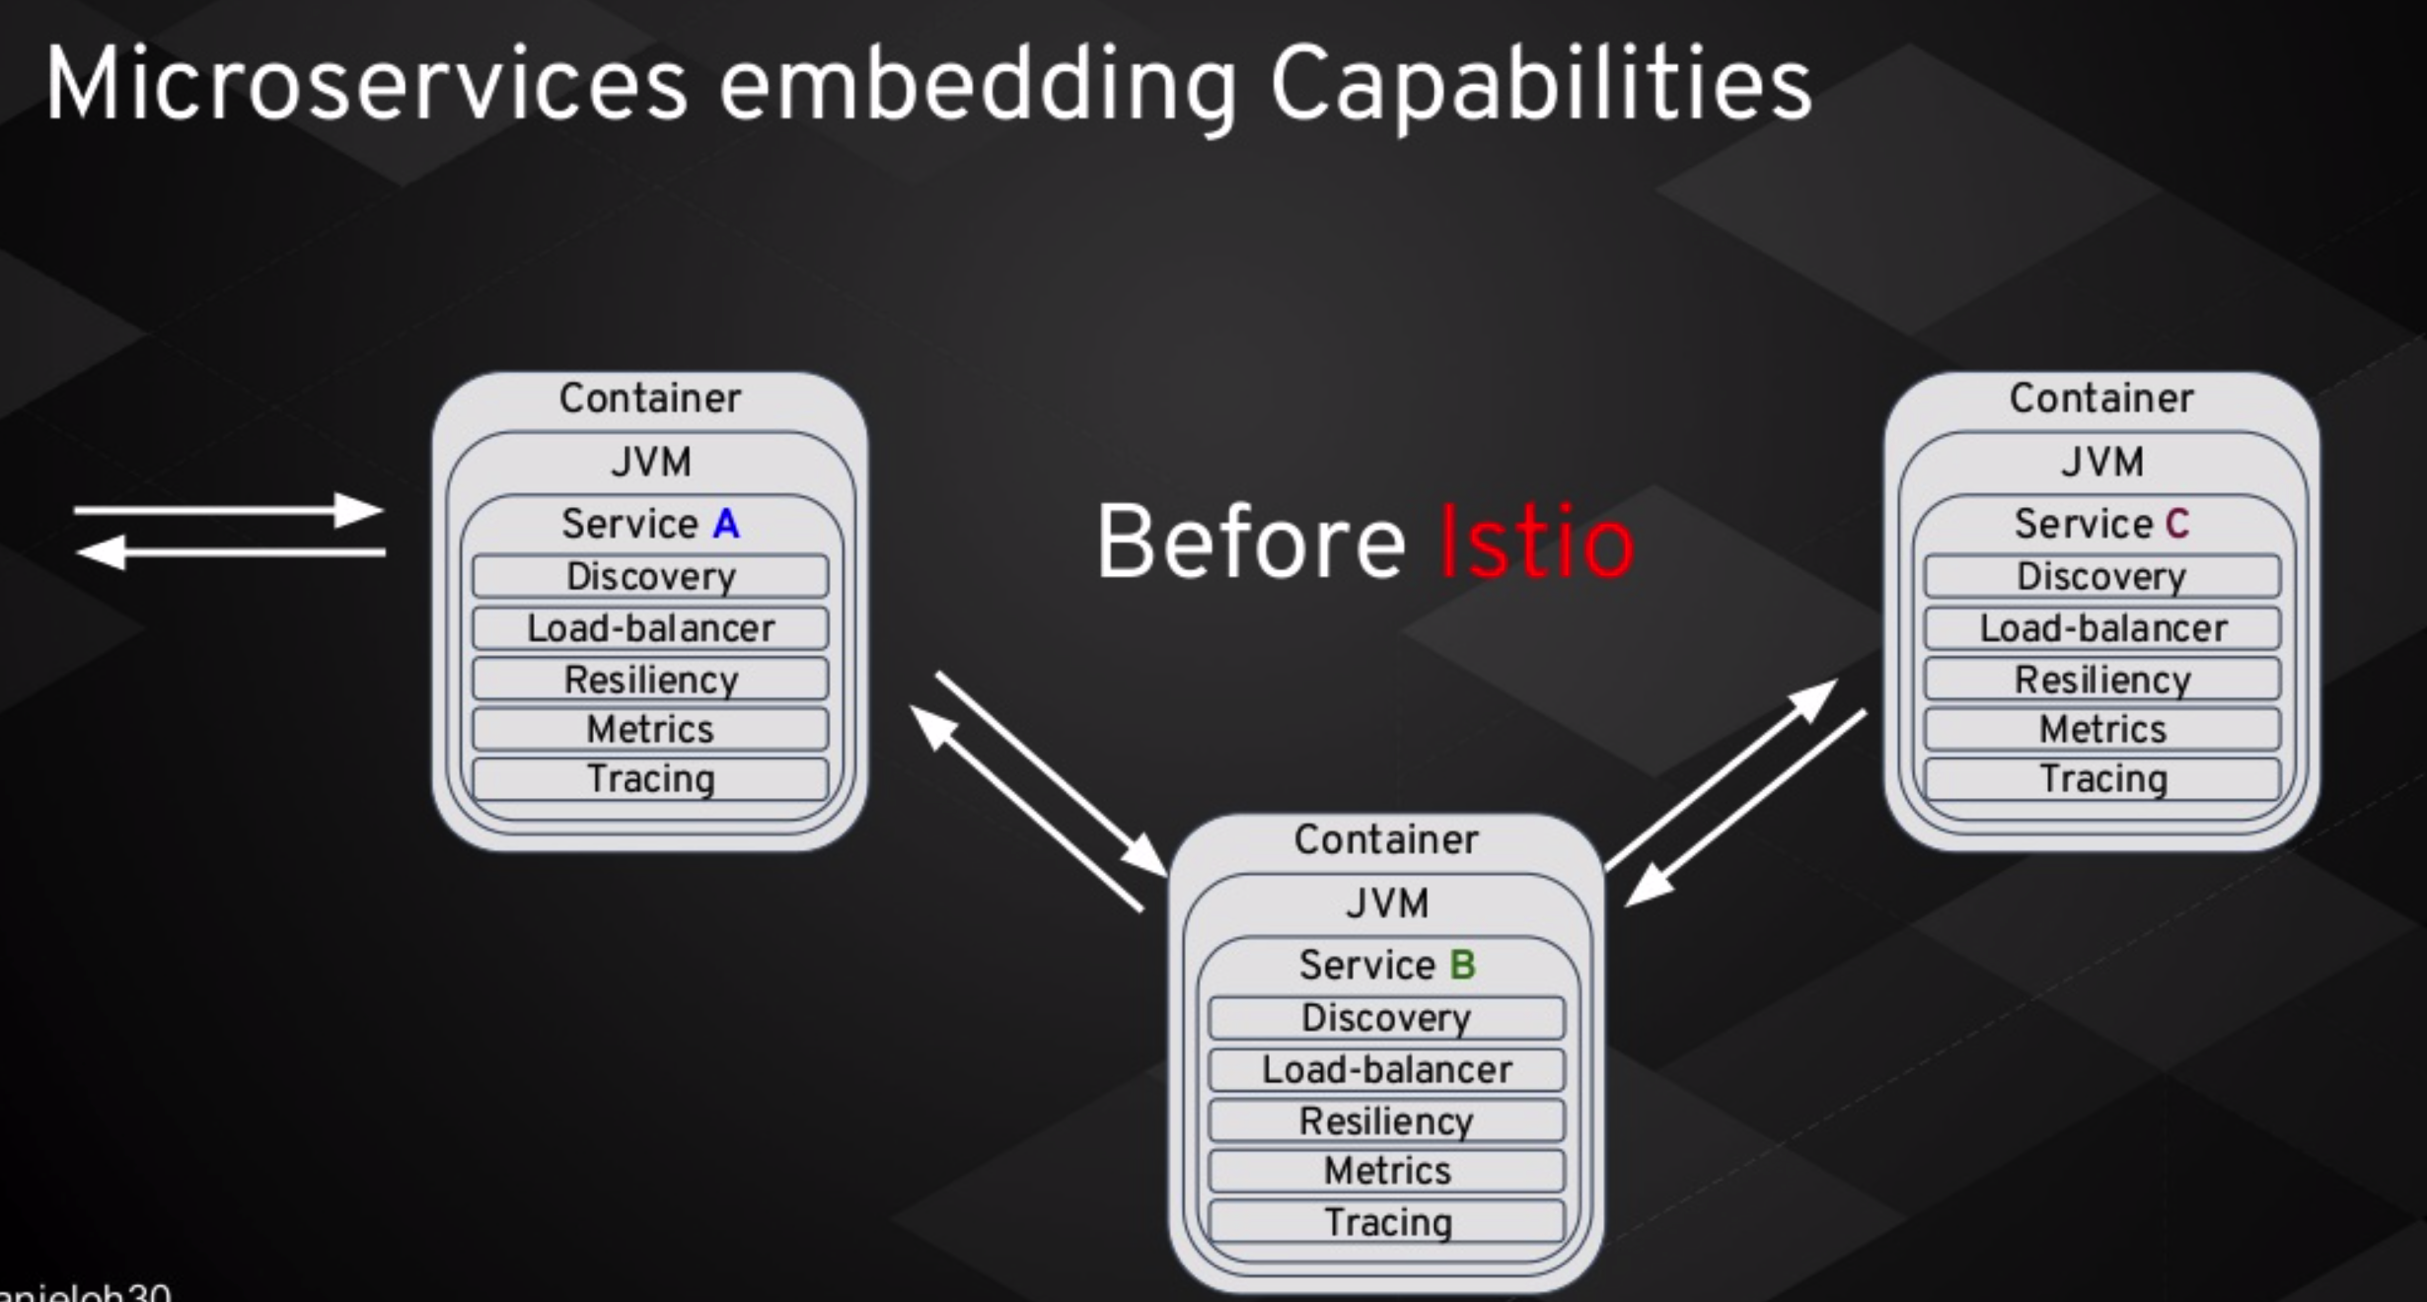 Microservices embedding Capabilities
Container
JVM
Service A
Discovery
Load-balancer
Resiliency
Metrics
Tracing
Before Istio
Container
JVM
Service B
Discovery
Load-balancer
Resiliency
Metrics
Tracing
Container
JVM
Service C
Discovery
Load-balancer
Resiliency
Metrics
Tracing